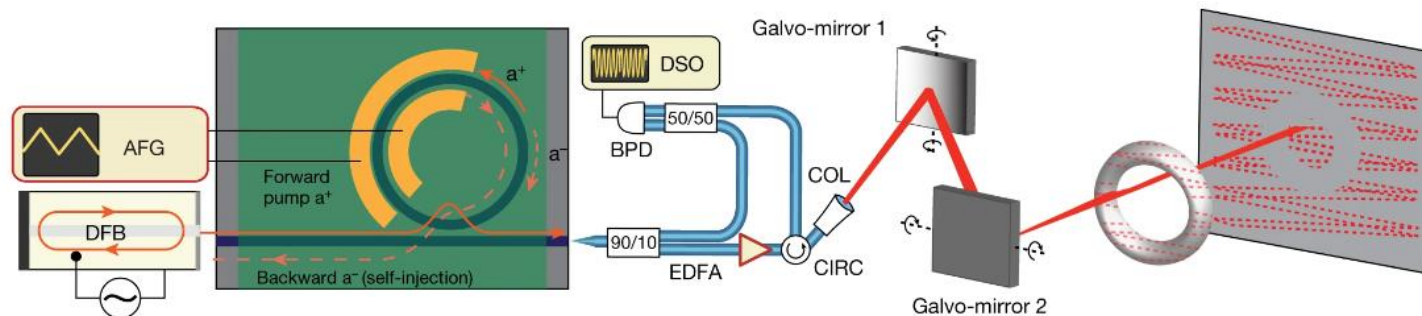 Galvo-mirror 1
DSO
a⁺
AFG
50/50
BPD
a⁻
COL
Forward
pump a⁺
DFB
90/10
EDFA
CIRC
Backward a⁻ (self-injection)
Galvo-mirror 2